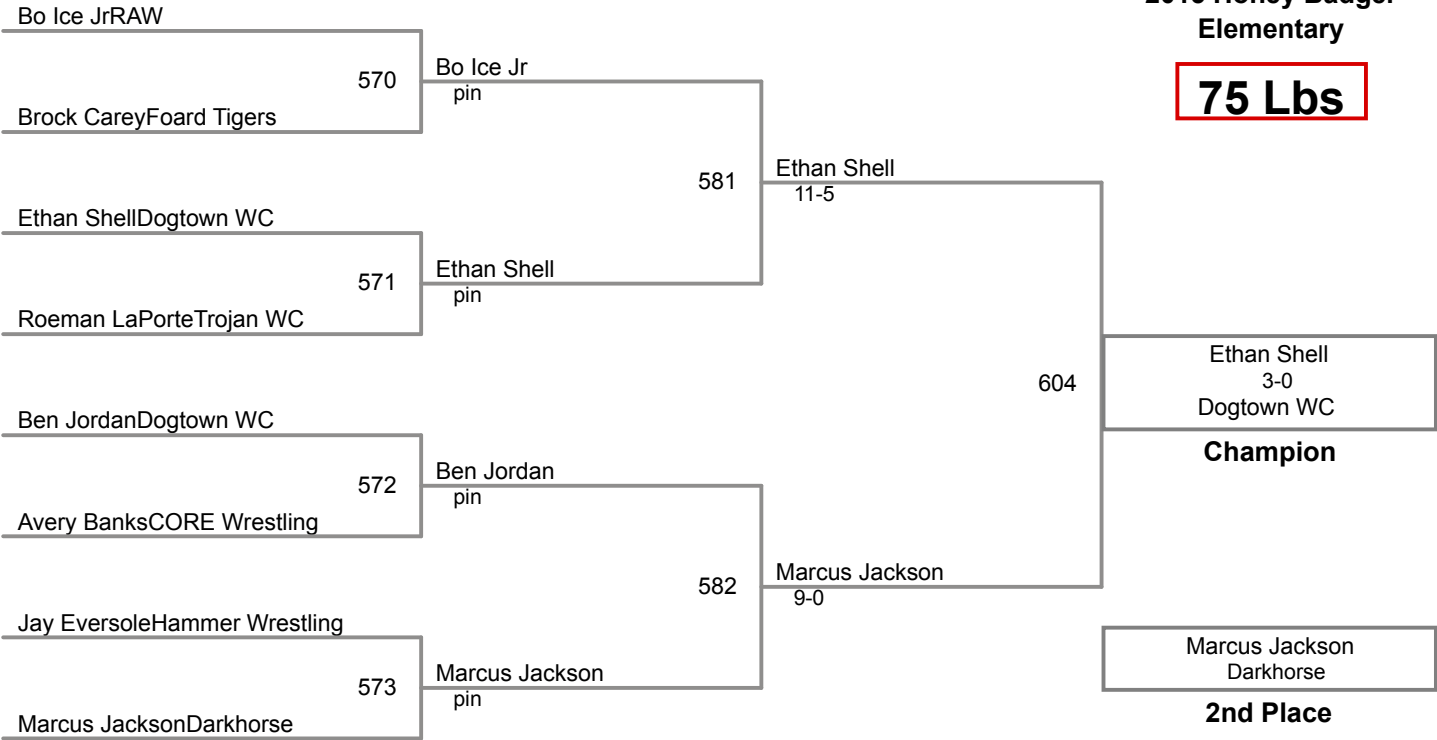 Elementary
75 Lbs
Bo Ice JrRAW
570
Bo Ice Jr
pin
Brock CareyFoard Tigers
581
Ethan Shell
11-5
Ethan ShellDogtown WC
571
Ethan Shell
pin
Roeman LaPorteTrojan WC
604
Ethan Shell
3-0
Dogtown WC
Champion
Ben JordanDogtown WC
572
Ben Jordan
pin
Avery BanksCORE Wrestling
582
Marcus Jackson
9-0
Jay EversoleHammer Wrestling
573
Marcus Jackson
pin
Marcus JacksonDarkhorse
Marcus Jackson
Darkhorse
2nd Place